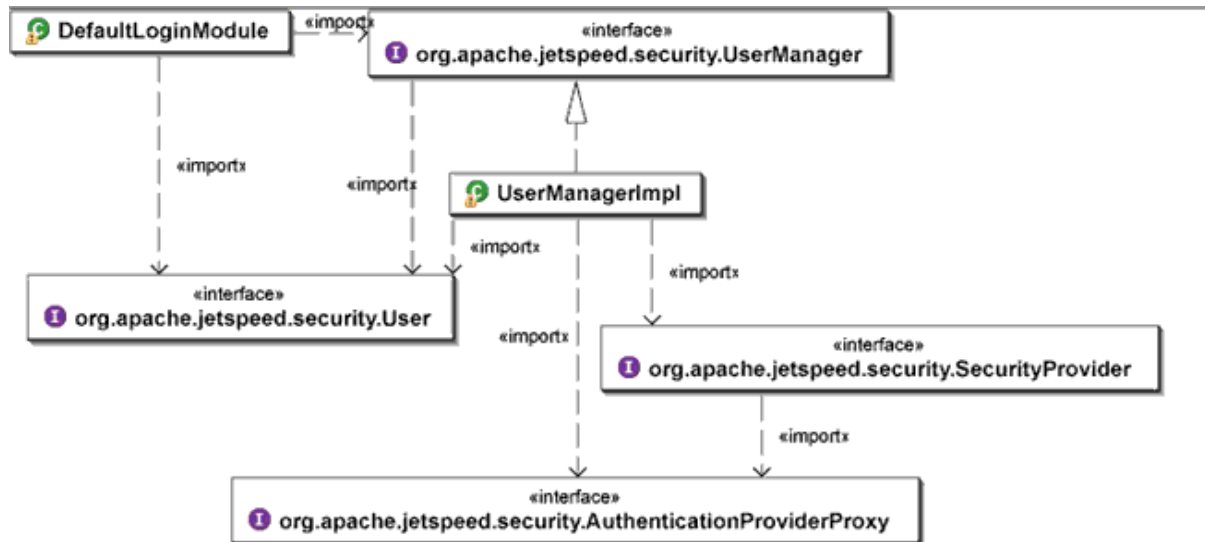 DefaultLoginModule
«import»
«interface»
I org.apache.jetspeed.security.UserManager
«import»
«import»
C UserManagerImpl
«import»
«import»
«interface»
I org.apache.jetspeed.security.User
«import»
«interface»
I org.apache.jetspeed.security.SecurityProvider
«import»
«interface»
I org.apache.jetspeed.security.AuthenticationProviderProxy